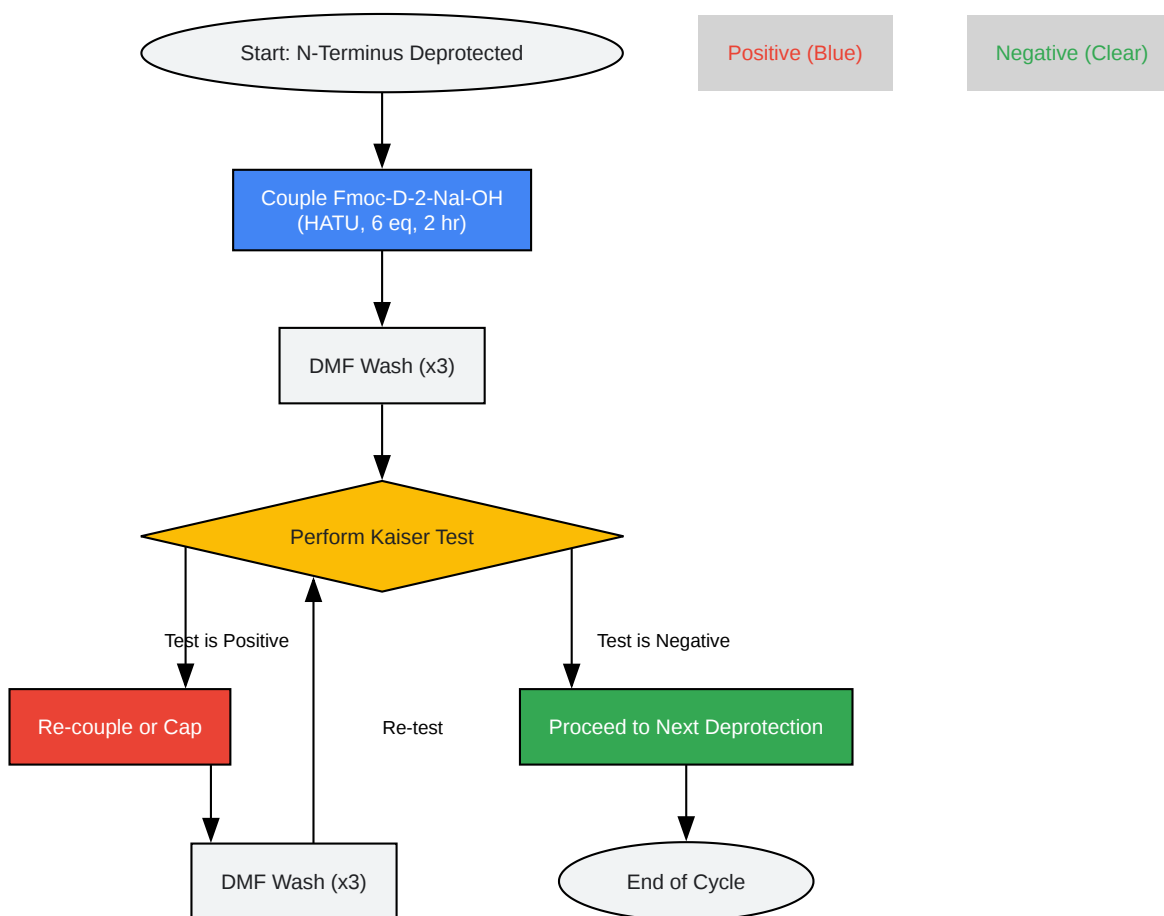 Start: N-Terminus Deprotected
Positive (Blue)
Negative (Clear)
Couple Fmoc-D-2-Nal-OH
(HATU, 6 eq, 2 hr)
DMF Wash (x3)
Perform Kaiser Test
Test is Positive
Test is Negative
Re-couple or Cap
Re-test
Proceed to Next Deprotection
DMF Wash (x3)
End of Cycle